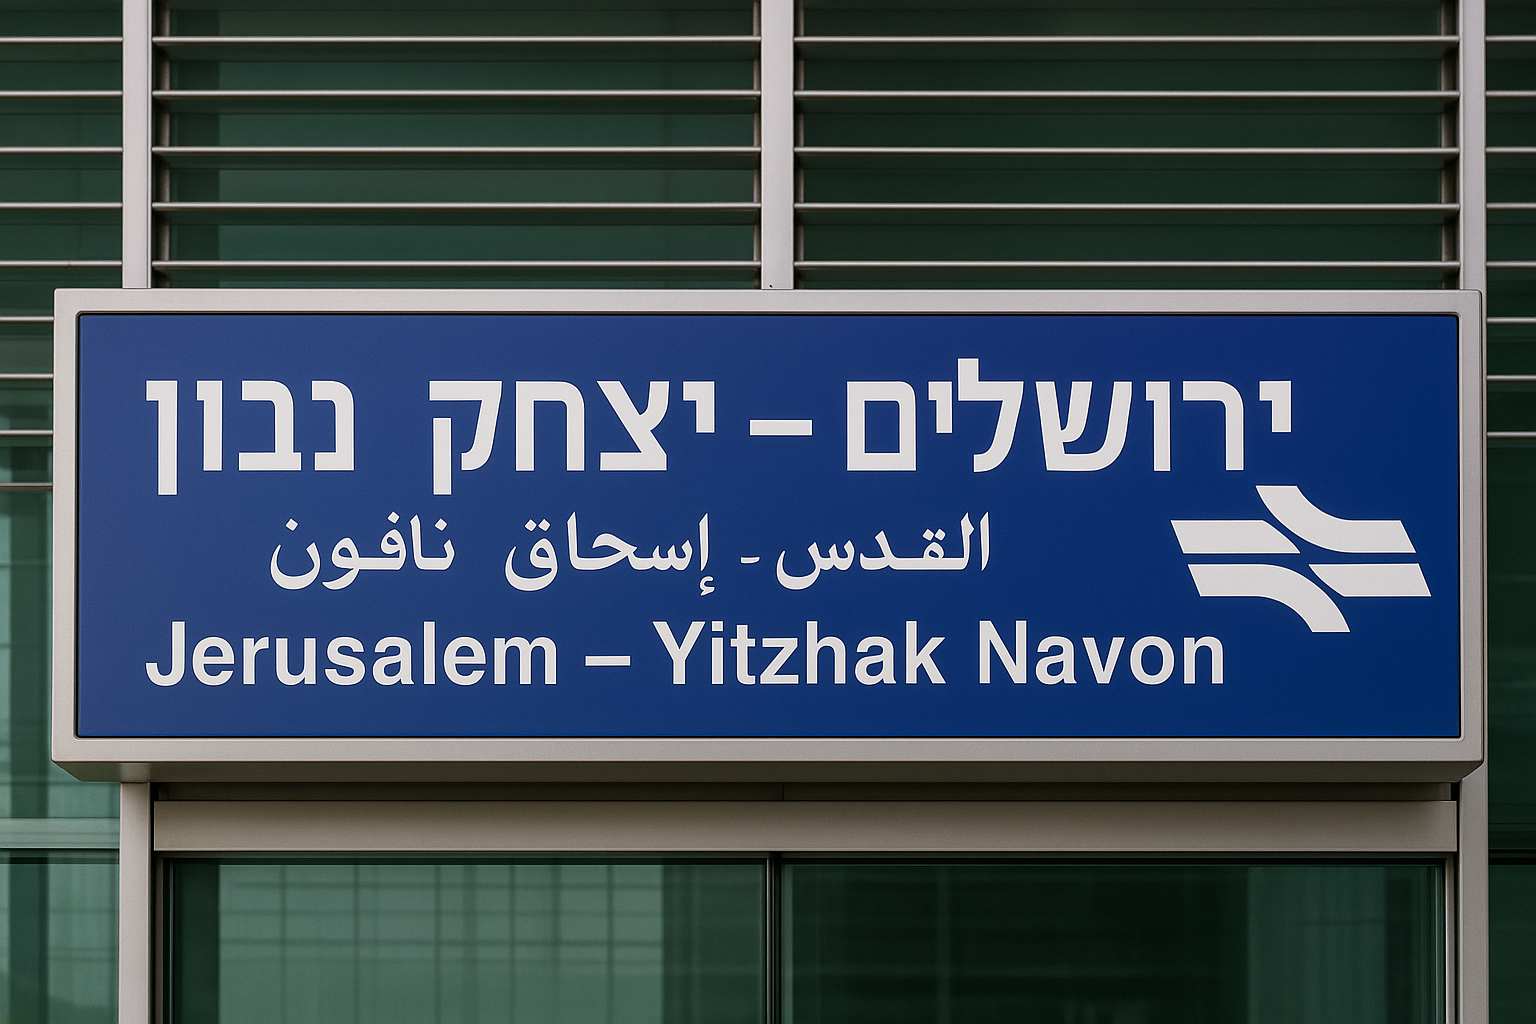 ירושלים – יצחק נבון
القدس - إسحاق نافون
Jerusalem – Yitzhak Navon